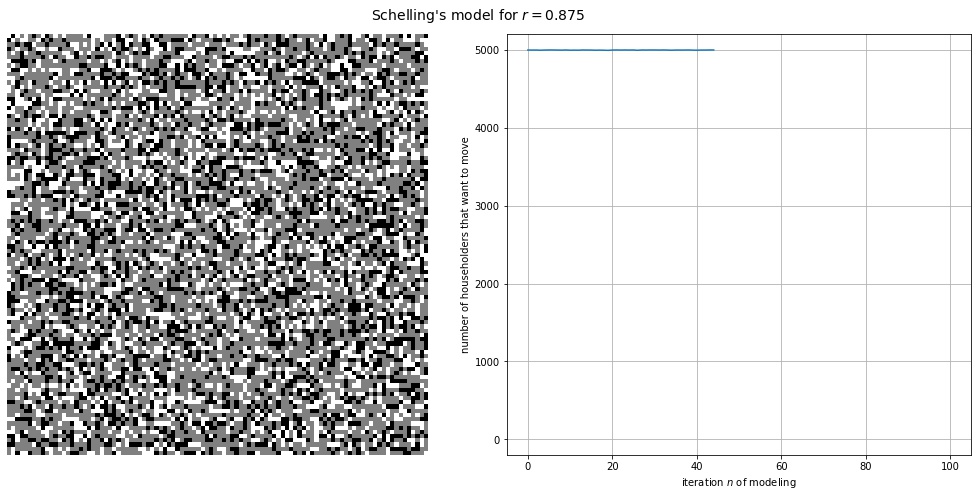 Schelling's model for r = 0.875
5000
4000
3000
2000
1000
0
number of householders that want to move
0 20 40 60 80 100
iteration n of modeling